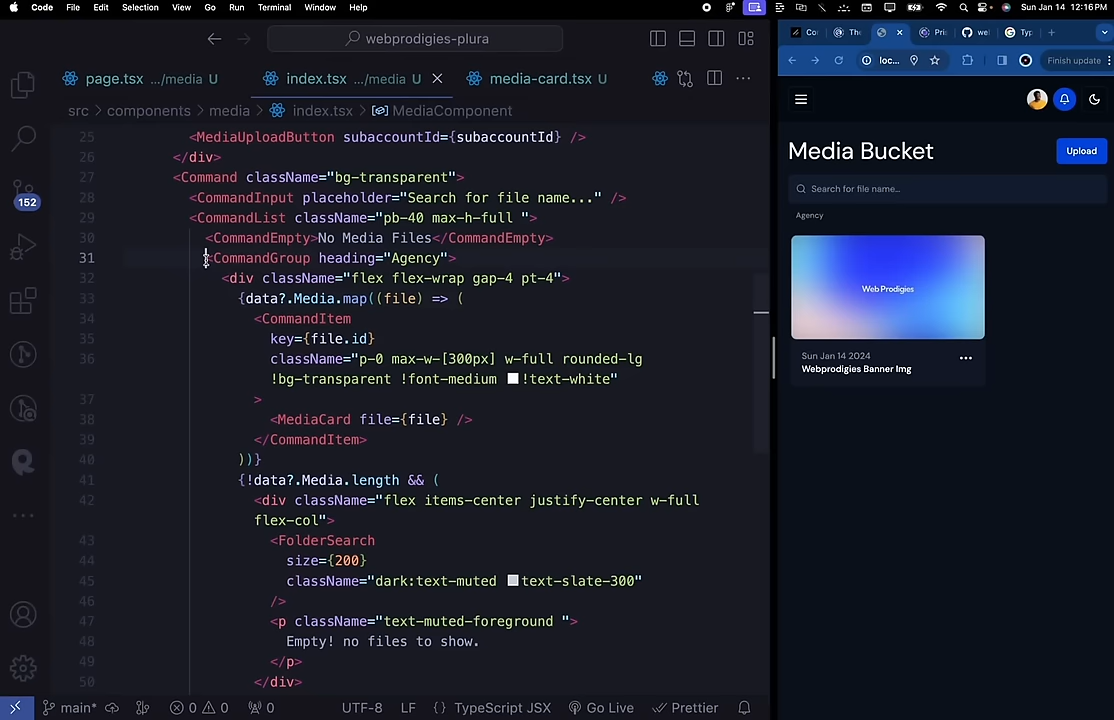 Code File Edit Selection View Go Run Terminal Window Help
Sun Jan 14 12:16 PM
webprodigies-plura
page.tsx .../media U
index.tsx .../media U
media-card.tsx U
src > components > media > index.tsx > MediaComponent
25 <MediaUploadButton subaccountId={subaccountId} />
26 </div>
27 <Command className="bg-transparent">
28 <CommandInput placeholder="Search for file name..." />
29 <CommandList className="pb-40 max-h-full ">
30 <CommandEmpty>No Media Files</CommandEmpty>
31 <CommandGroup heading="Agency">
32 <div className="flex flex-wrap gap-4 pt-4">
33 {data?.Media.map((file) => (
34 <CommandItem
35 key={file.id}
36 className="p-0 max-w-[300px] w-full rounded-lg
!bg-transparent !font-medium !text-white"
37 >
38 <MediaCard file={file} />
39 </CommandItem>
40 ))}
41 {!data?.Media.length && (
42 <div className="flex items-center justify-center w-full
flex-col">
43 <FolderSearch
44 size={200}
45 className="dark:text-muted text-slate-300"
46 />
47 <p className="text-muted-foreground ">
48 Empty! no files to show.
49 </p>
50 </div>
152
main* 0 0 0 UTF-8 LF {} TypeScript JSX Go Live Prettier
Cor The Pris wel Typ
loc... Finish update
Media Bucket
Upload
Search for file name...
Agency
Web Prodigies
Sun Jan 14 2024
Webprodigies Banner Img